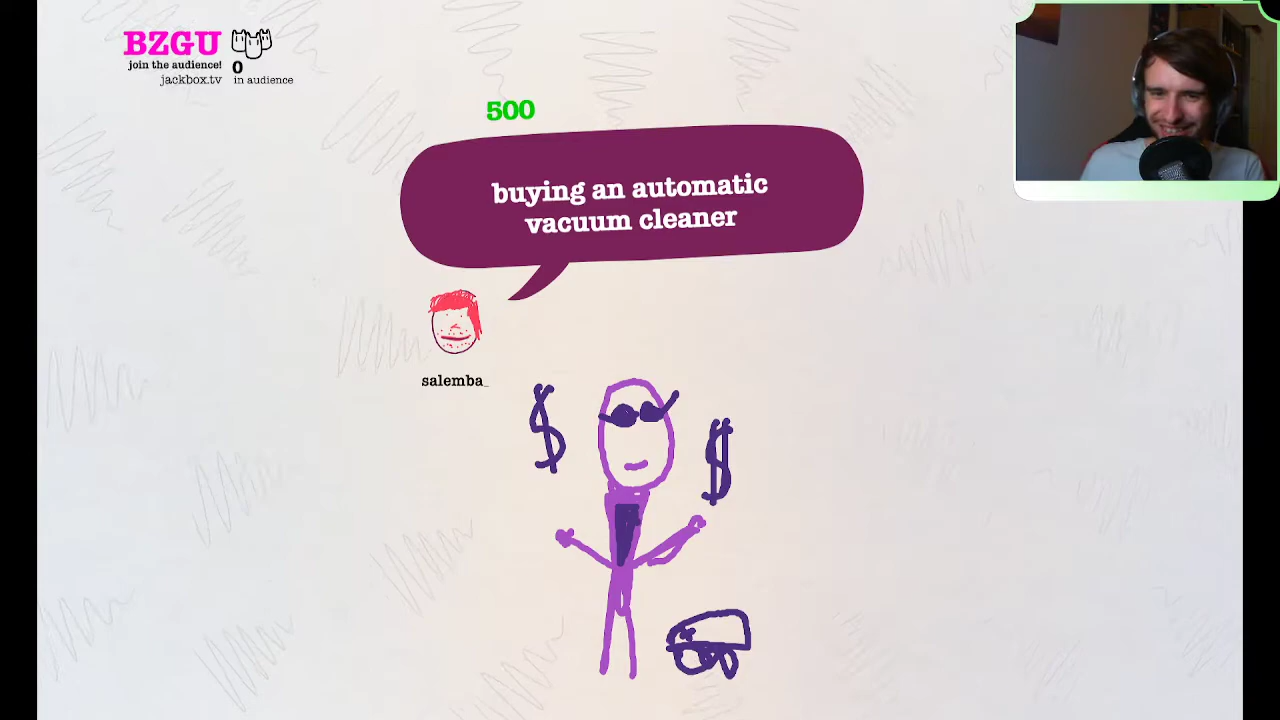 BZGU
join the audience!
jackbox.tv
0
in audience
500
buying an automatic
vacuum cleaner
salemba_
$ $